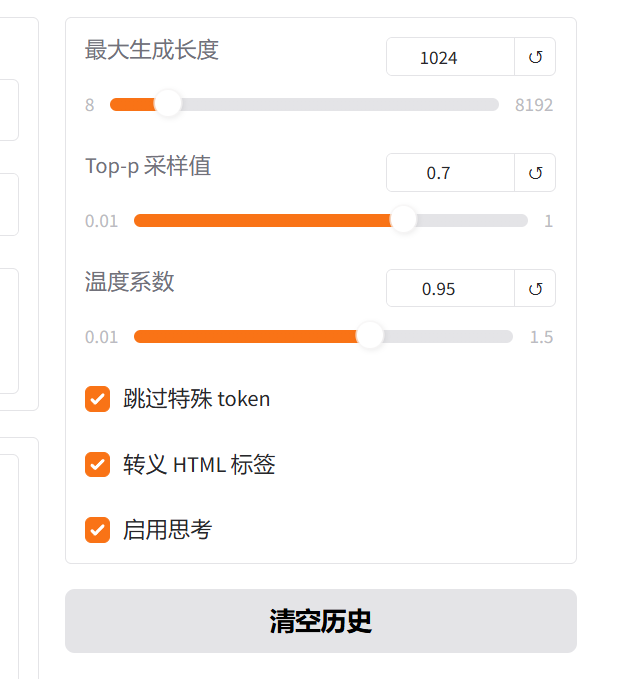 最大生成长度
1024
8
8192
Top-p 采样值
0.7
0.01
1
温度系数
0.95
0.01
1.5
跳过特殊 token
转义 HTML 标签
启用思考
清空历史